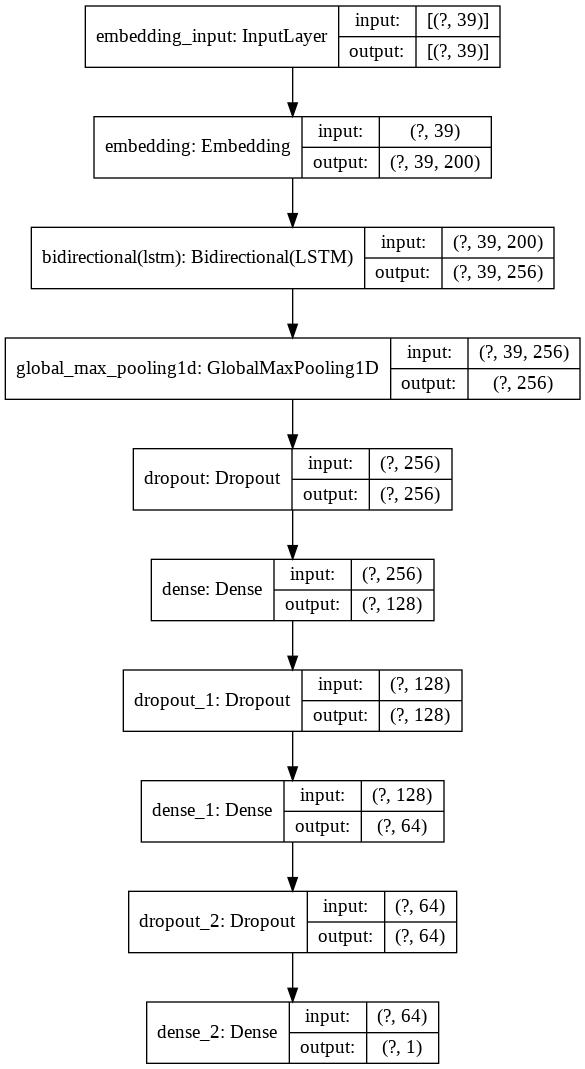 embedding_input: InputLayer
input: [(?, 39)]
output: [(?, 39)]
embedding: Embedding
input: (?, 39)
output: (?, 39, 200)
bidirectional(lstm): Bidirectional(LSTM)
input: (?, 39, 200)
output: (?, 39, 256)
global_max_pooling1d: GlobalMaxPooling1D
input: (?, 39, 256)
output: (?, 256)
dropout: Dropout
input: (?, 256)
output: (?, 256)
dense: Dense
input: (?, 256)
output: (?, 128)
dropout_1: Dropout
input: (?, 128)
output: (?, 128)
dense_1: Dense
input: (?, 128)
output: (?, 64)
dropout_2: Dropout
input: (?, 64)
output: (?, 64)
dense_2: Dense
input: (?, 64)
output: (?, 1)